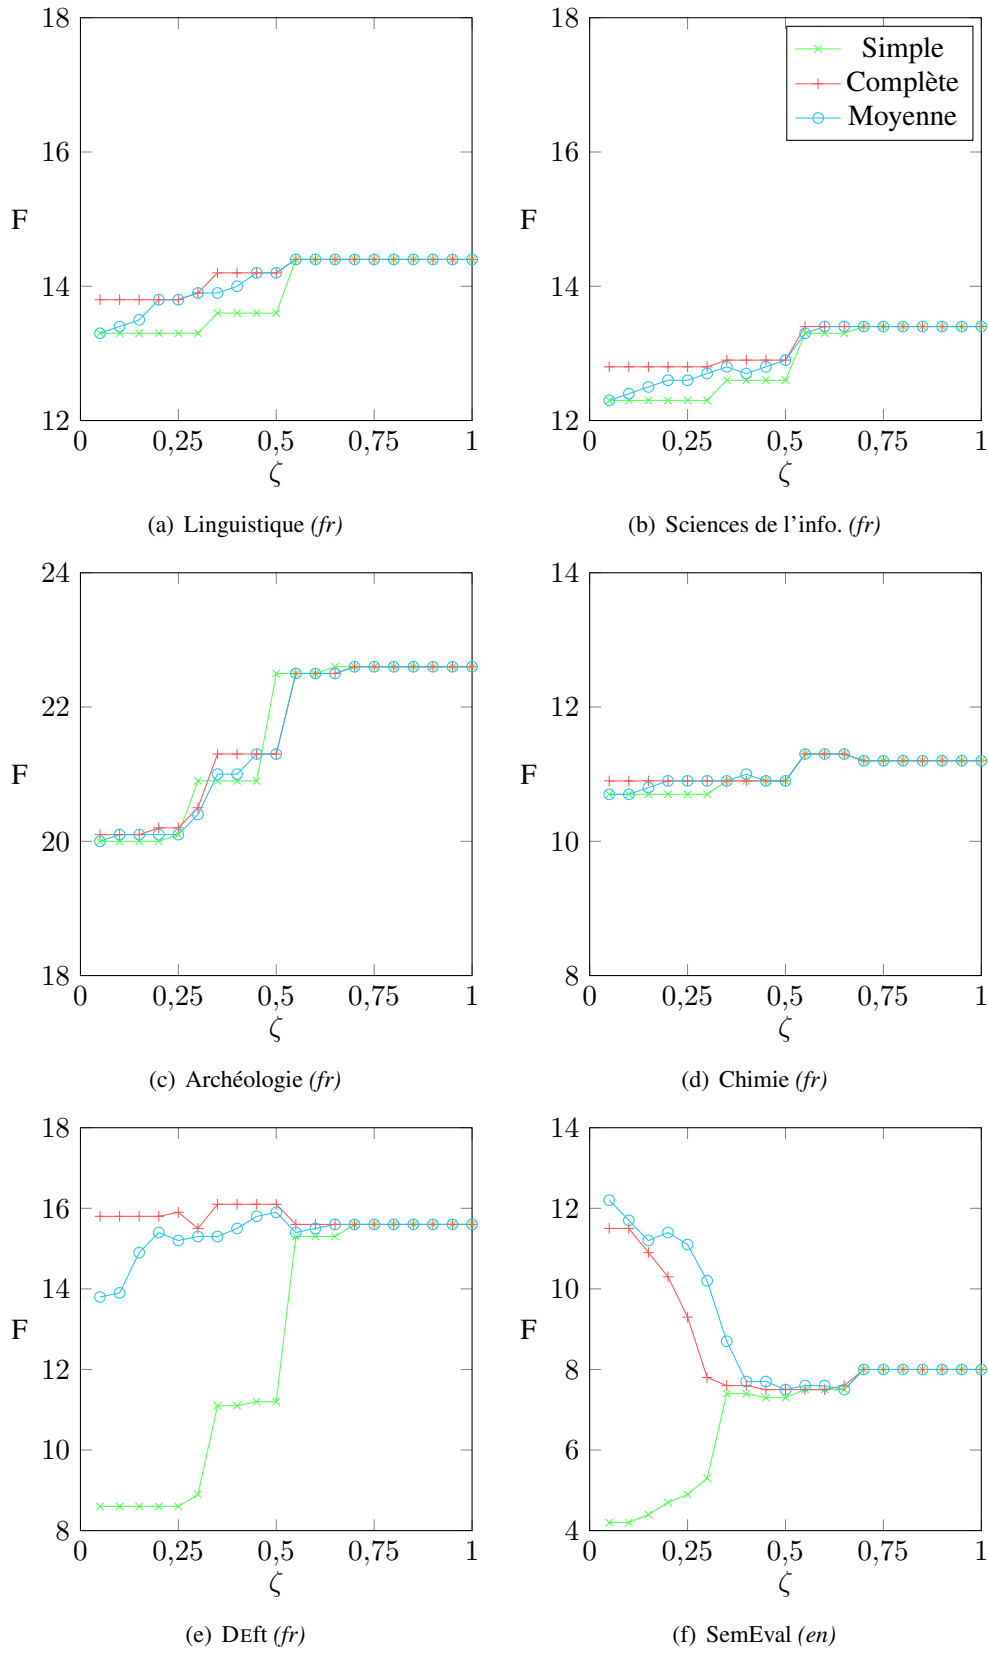 18
16
14
12
F
0
0,25
0,5
0,75
1
ζ
(a) Linguistique (fr)
18
16
14
12
F
0
0,25
0,5
0,75
1
ζ
Simple
Complète
Moyenne
(b) Sciences de l'info. (fr)
24
22
20
18
F
0
0,25
0,5
0,75
1
ζ
(c) Archéologie (fr)
14
12
10
8
F
0
0,25
0,5
0,75
1
ζ
(d) Chimie (fr)
18
16
14
12
10
8
F
0
0,25
0,5
0,75
1
ζ
(e) DEft (fr)
14
12
10
8
6
4
F
0
0,25
0,5
0,75
1
ζ
(f) SemEval (en)